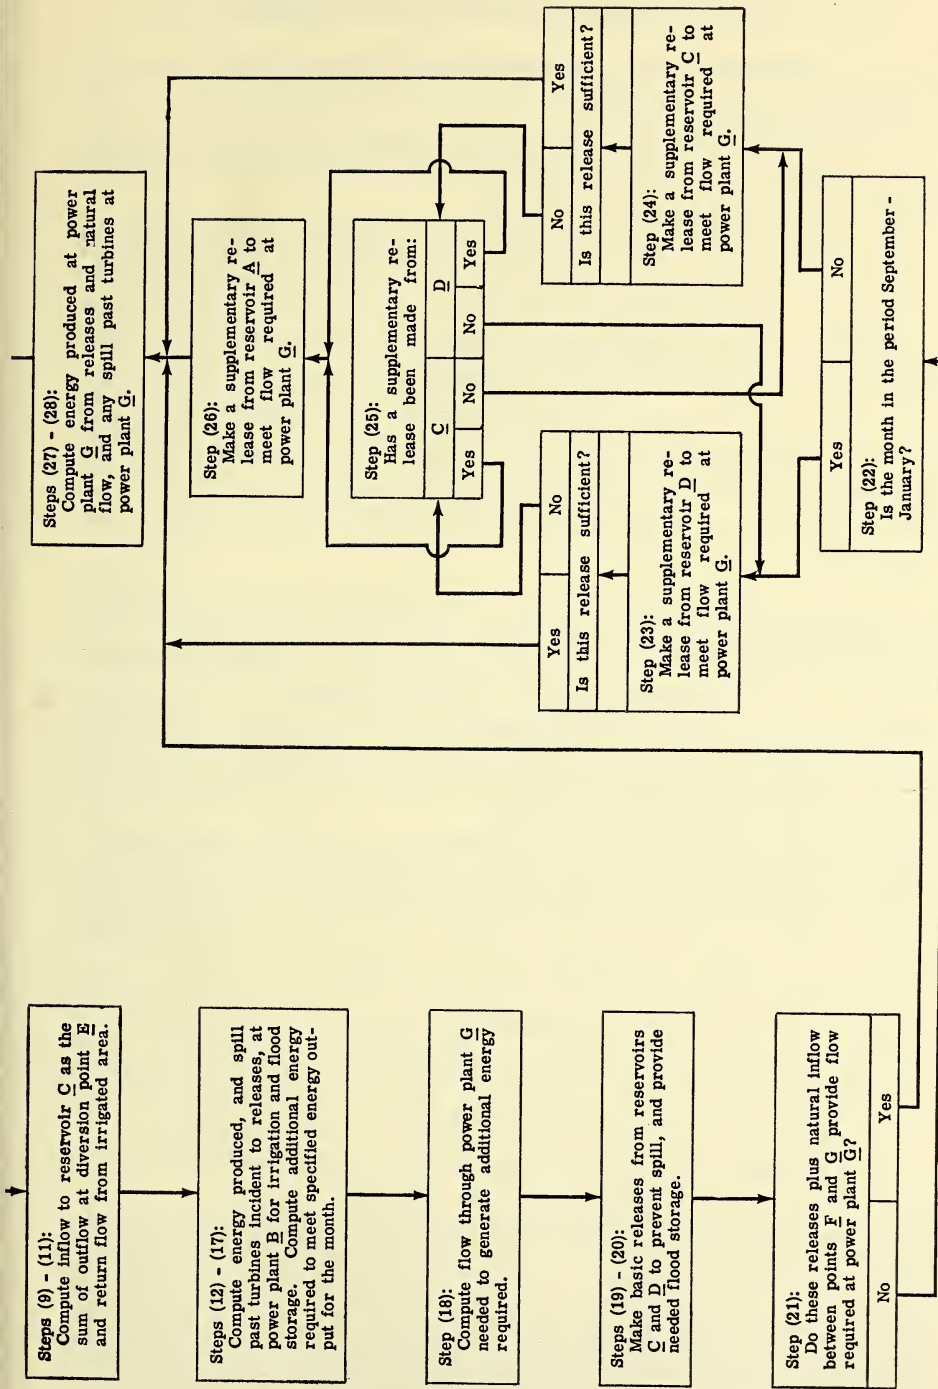 Steps (9) - (11):
Compute inflow to reservoir C as the
sum of outflow at diversion point E
and return flow from irrigated area.
Steps (12) - (17):
Compute energy produced, and spill
past turbines incident to releases, at
power plant B for irrigation and flood
storage. Compute additional energy
required to meet specified energy out-
put for the month.
Step (18):
Compute flow through power plant G
needed to generate additional energy
required.
Steps (19) - (20):
Make basic releases from reservoirs
C and D to prevent spill, and provide
needed flood storage.
Step (21):
Do these releases plus natural inflow
between points F and G provide flow
required at power plant G?
No
Yes
Steps (27) - (28):
Compute energy produced at power
plant G from releases and natural
flow, and any spill past turbines at
power plant G.
Step (26):
Make a supplementary re-
lease from reservoir A to
meet flow required at
power plant G.
Step (25):
Has a supplementary re-
lease been made from:
C
D
Yes
No
No
Yes
Yes
No
Is this release sufficient?
Step (23):
Make a supplementary re-
lease from reservoir D to
meet flow required at
power plant G.
No
Yes
Is this release sufficient?
Step (24):
Make a supplementary re-
lease from reservoir C to
meet flow required at
power plant G.
Yes
No
Step (22):
Is the month in the period September -
January?